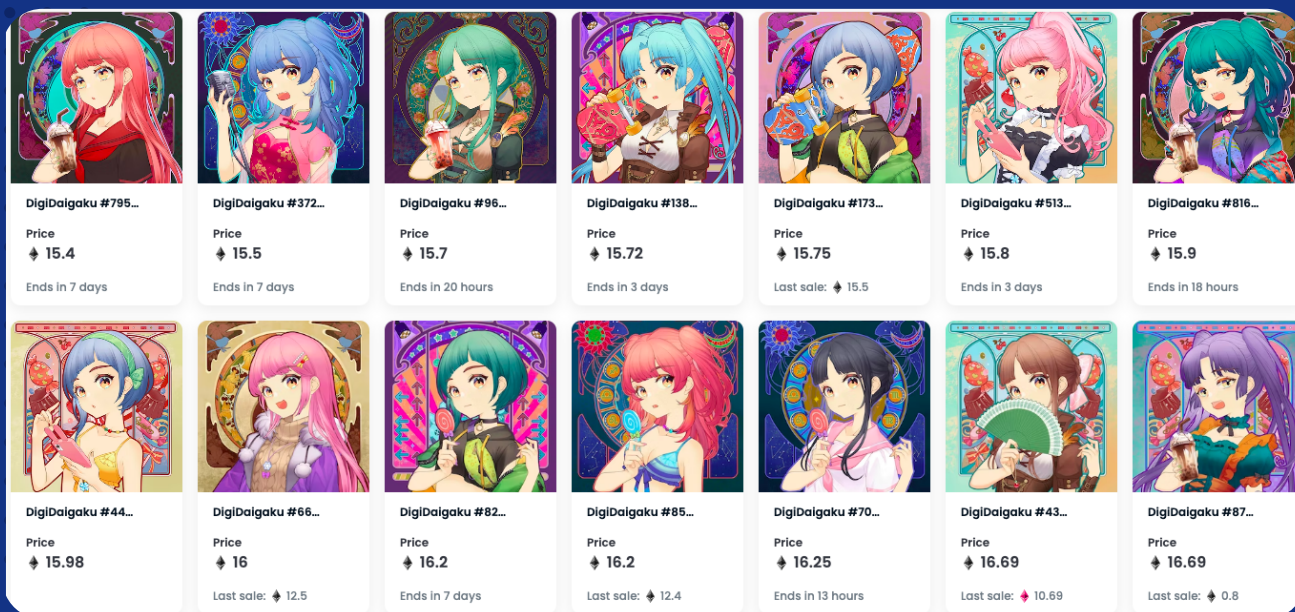 DigiDaigaku #795...
Price
15.4
Ends in 7 days
DigiDaigaku #372...
Price
15.5
Ends in 7 days
DigiDaigaku #96...
Price
15.7
Ends in 20 hours
DigiDaigaku #138...
Price
15.72
Ends in 3 days
DigiDaigaku #173...
Price
15.75
Last sale: 15.5
DigiDaigaku #513...
Price
15.8
Ends in 3 days
DigiDaigaku #816...
Price
15.9
Ends in 18 hours
DigiDaigaku #44...
Price
15.98
DigiDaigaku #66...
Price
16
Last sale: 12.5
DigiDaigaku #82...
Price
16.2
Ends in 7 days
DigiDaigaku #85...
Price
16.2
Last sale: 12.4
DigiDaigaku #70...
Price
16.25
Ends in 13 hours
DigiDaigaku #43...
Price
16.69
Last sale: 10.69
DigiDaigaku #87...
Price
16.69
Last sale: 0.8